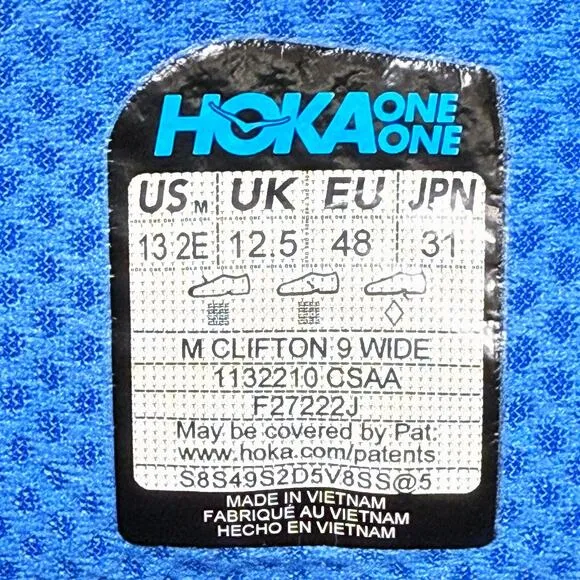 HOKA ONE ONE
US M UK EU JPN
13 2E 12.5 48 31
M CLIFTON 9 WIDE
1132210 CSAA
F27222J
May be covered by Pat:
www.hoka.com/patents
S8S49S2D5V8SS@5
MADE IN VIETNAM
FABRIQUÉ AU VIETNAM
HECHO EN VIETNAM